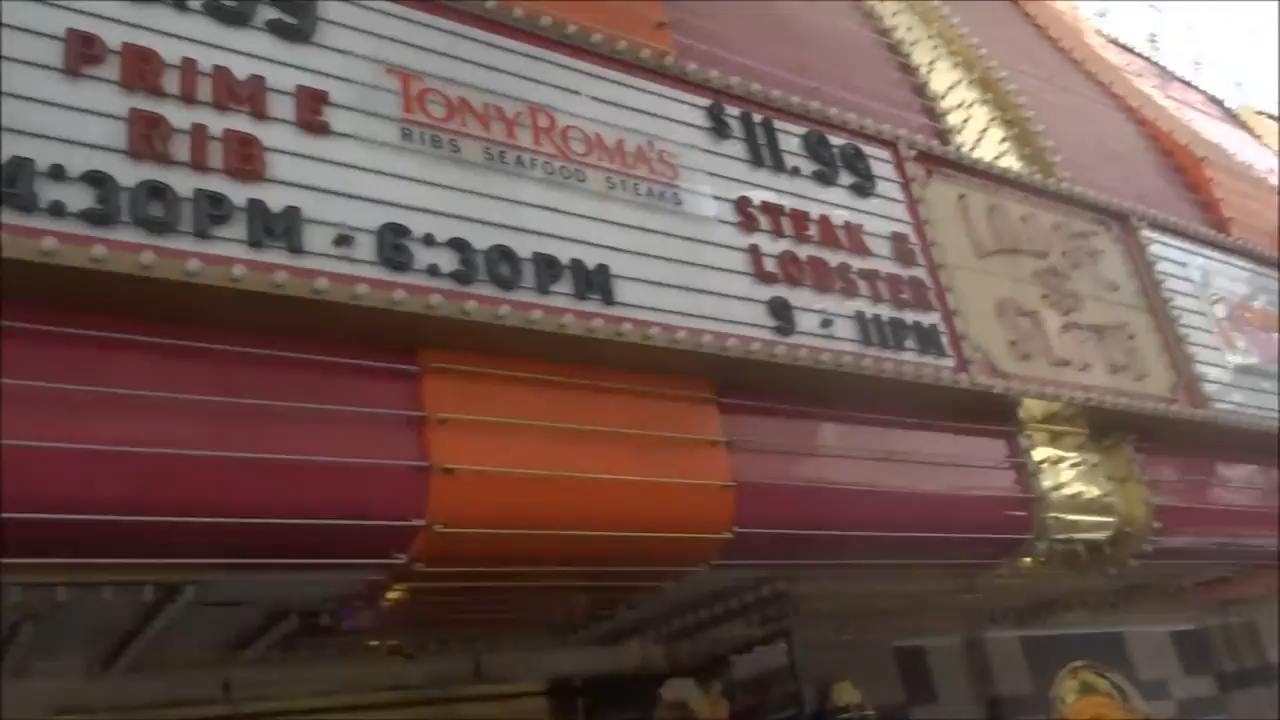 PRIME
RIB
4:30PM - 6:30PM
TONY ROMA'S
RIBS SEAFOOD STEAKS
$11.99
STEAK &
LOBSTER
9 - 11PM